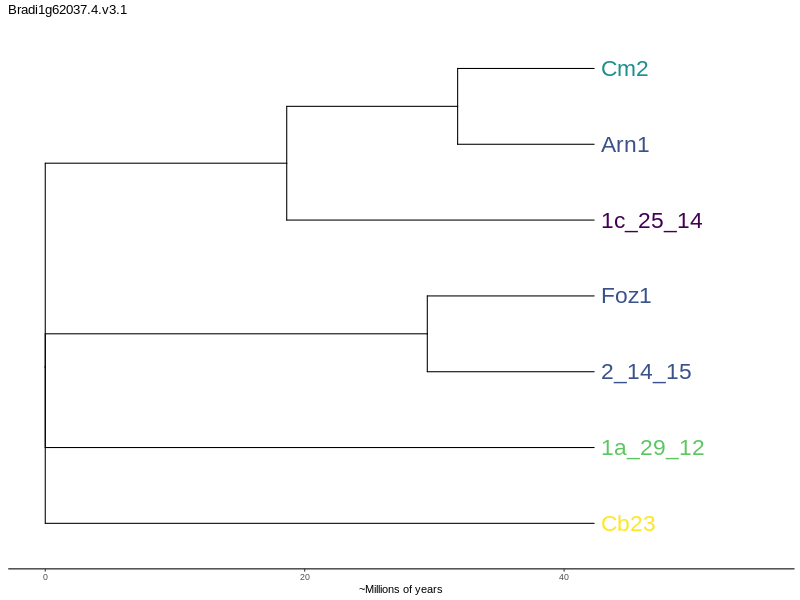 Bradi1g62037.4.v3.1
Cm2
Arn1
1c_25_14
Foz1
2_14_15
1a_29_12
Cb23
0 20 40
~Millions of years